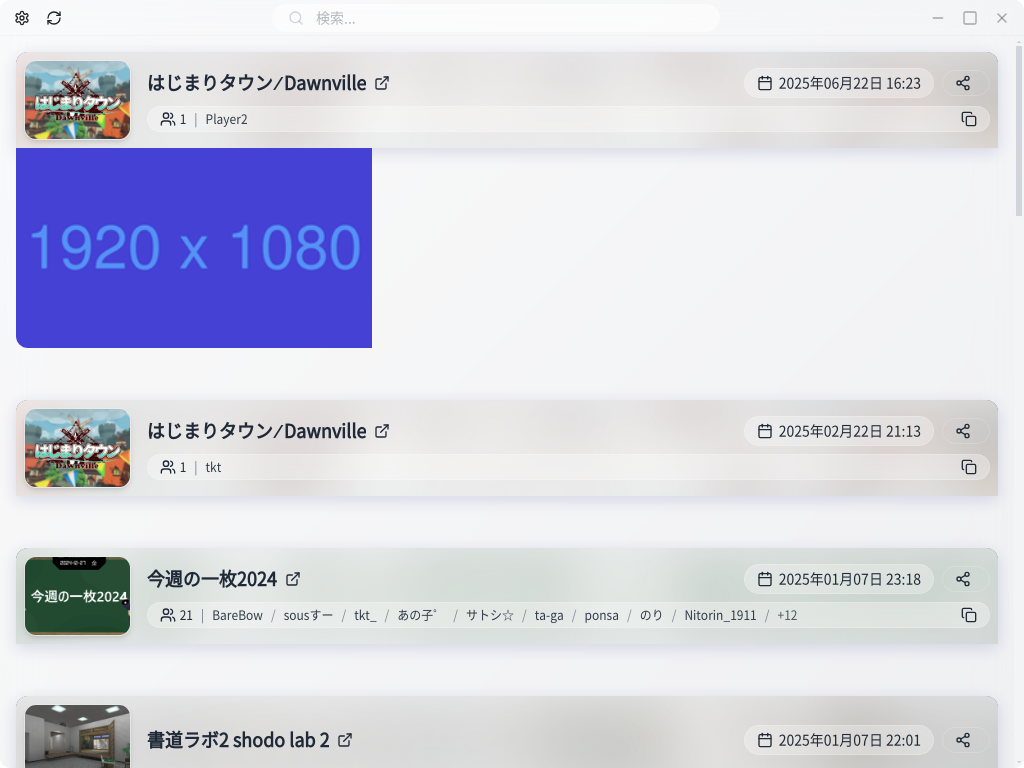 検索...
はじまりタウン⁄Dawnville
2025年06月22日 16:23
はじまりタウン
Dawnville
1 | Player2
1920 x 1080
はじまりタウン⁄Dawnville
2025年02月22日 21:13
はじまりタウン
Dawnville
1 | tkt
今週の一枚2024
2025年01月07日 23:18
今週の一枚2024
21 | BareBow / sousすー / tkt_ / あの子゜ / サトシ☆ / ta-ga / ponsa / のり / Nitorin_1911 / +12
書道ラボ2 shodo lab 2
2025年01月07日 22:01